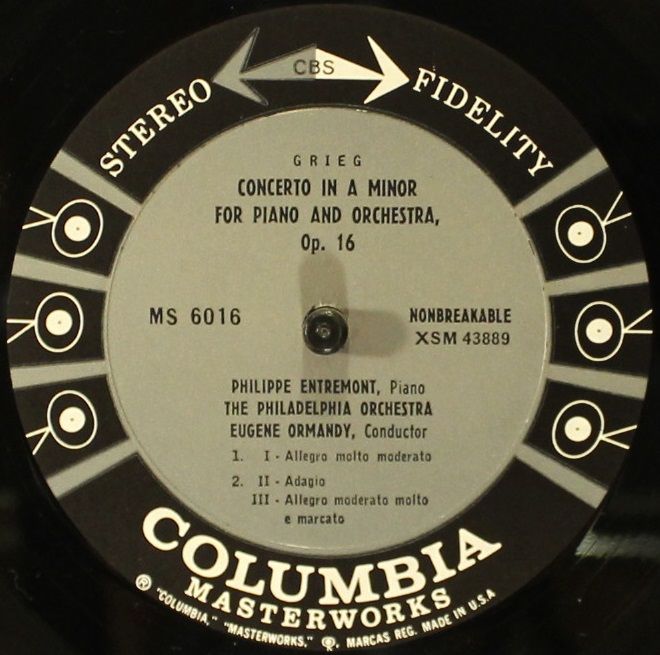 STEREO CBS FIDELITY
GRIEG
CONCERTO IN A MINOR
FOR PIANO AND ORCHESTRA,
Op. 16
MS 6016
NONBREAKABLE
XSM 43889
PHILIPPE ENTREMONT, Piano
THE PHILADELPHIA ORCHESTRA
EUGENE ORMANDY, Conductor
1. I - Allegro molto moderato
2. II - Adagio
III - Allegro moderato molto
e marcato
COLUMBIA
MASTERWORKS
® "COLUMBIA," "MASTERWORKS," MARCAS REG. MADE IN U.S.A